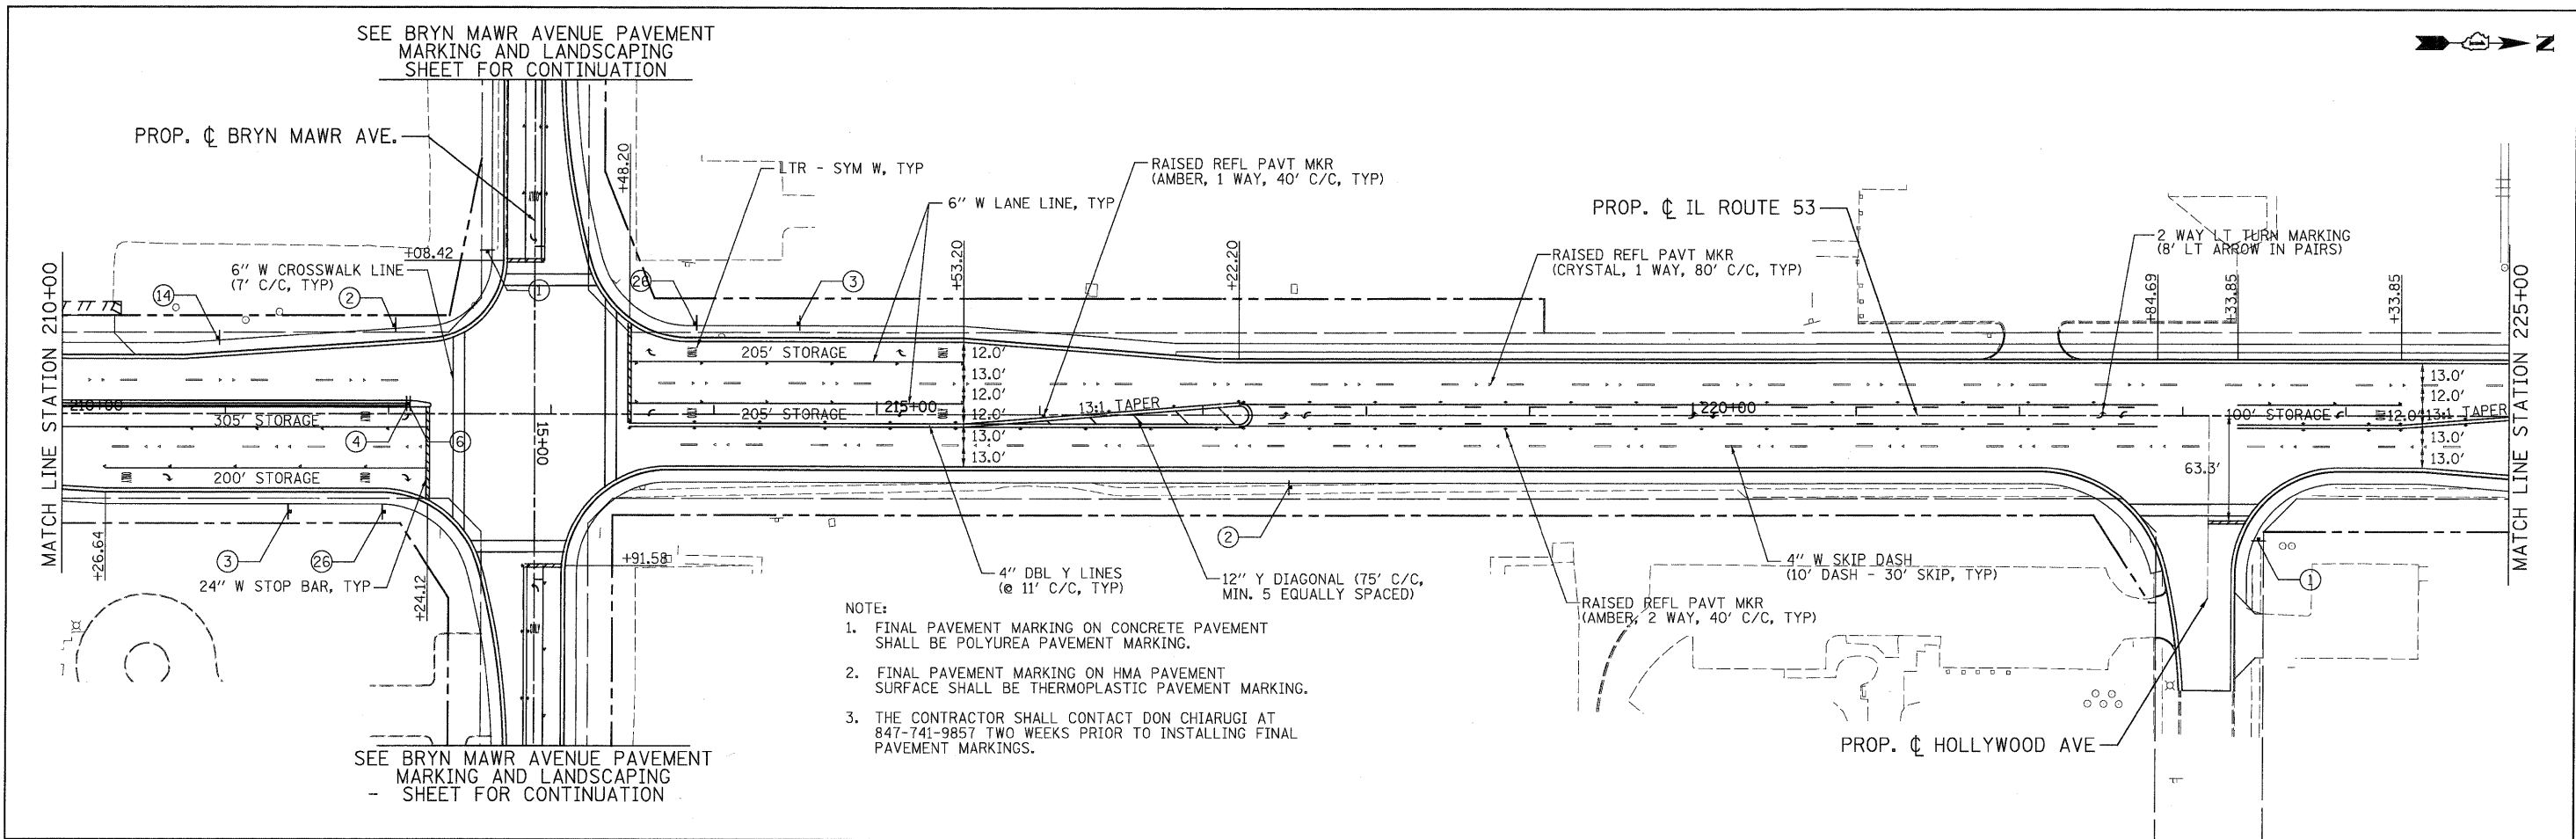 SEE BRYN MAWR AVENUE PAVEMENT
MARKING AND LANDSCAPING
SHEET FOR CONTINUATION
N
PROP. ℄ BRYN MAWR AVE.
+48.20
LTR - SYM W, TYP
RAISED REFL PAVT MKR
(AMBER, 1 WAY, 40' C/C, TYP)
6" W LANE LINE, TYP
PROP. ℄ IL ROUTE 53
2 WAY LT TURN MARKING
(8' LT ARROW IN PAIRS)
RAISED REFL PAVT MKR
(CRYSTAL, 1 WAY, 80' C/C, TYP)
+08.42
6" W CROSSWALK LINE
(7' C/C, TYP)
+53.20
+22.20
+84.69
+33.85
+33.85
14
2
1
26
3
MATCH LINE STATION 210+00
MATCH LINE STATION 225+00
205' STORAGE
ONLY
ONLY
12.0'
13.0'
12.0'
12.0'
13.0'
13.0'
210+00
305' STORAGE
ONLY
205' STORAGE
215+00
ONLY
13:1 TAPER
220+00
100' STORAGE
ONLY
12.0'
13:1 TAPER
13.0'
12.0'
13.0'
13.0'
4
6
15+00
ONLY
200' STORAGE
ONLY
63.3'
3
26
2
1
+26.64
24" W STOP BAR, TYP
+24.12
+91.58
ONLY
4" DBL Y LINES
(@ 11' C/C, TYP)
12" Y DIAGONAL (75' C/C,
MIN. 5 EQUALLY SPACED)
4" W SKIP DASH
(10' DASH - 30' SKIP, TYP)
RAISED REFL PAVT MKR
(AMBER, 2 WAY, 40' C/C, TYP)
NOTE:
1. FINAL PAVEMENT MARKING ON CONCRETE PAVEMENT
SHALL BE POLYUREA PAVEMENT MARKING.
2. FINAL PAVEMENT MARKING ON HMA PAVEMENT
SURFACE SHALL BE THERMOPLASTIC PAVEMENT MARKING.
3. THE CONTRACTOR SHALL CONTACT DON CHIARUGI AT
847-741-9857 TWO WEEKS PRIOR TO INSTALLING FINAL
PAVEMENT MARKINGS.
PROP. ℄ HOLLYWOOD AVE
SEE BRYN MAWR AVENUE PAVEMENT
MARKING AND LANDSCAPING
- SHEET FOR CONTINUATION